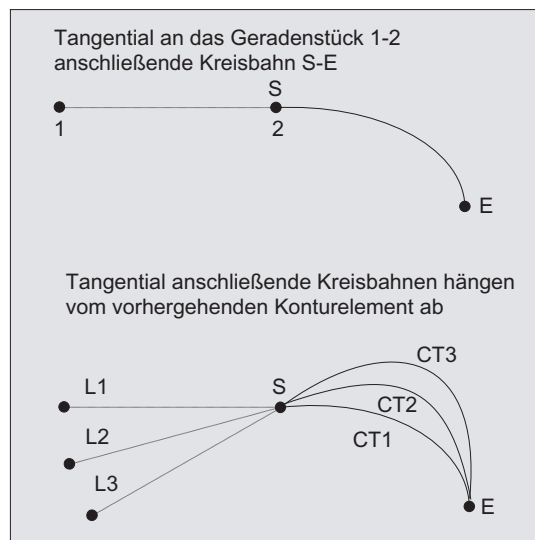 Tangential an das Geradenstück 1-2
anschließende Kreisbahn S-E
S
1
2
E
Tangential anschließende Kreisbahnen hängen
vom vorhergehenden Konturelement ab
L1
S
CT3
CT2
L2
CT1
L3
E